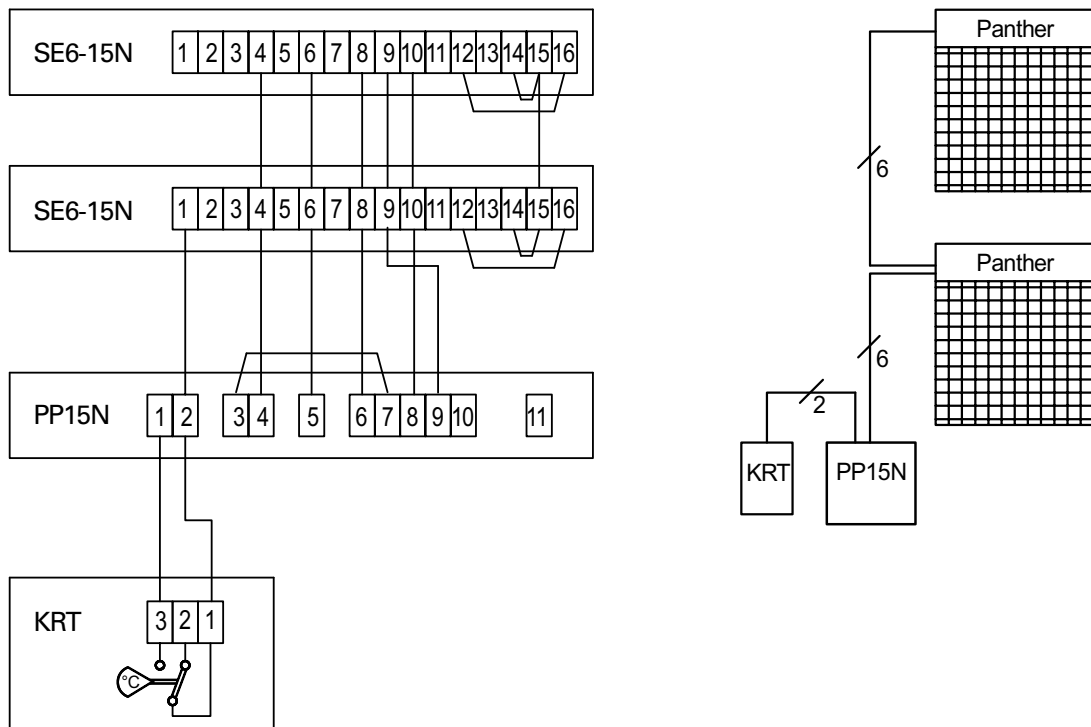 SE6-15N 1 2 3 4 5 6 7 8 9 10 11 12 13 14 15 16
SE6-15N 1 2 3 4 5 6 7 8 9 10 11 12 13 14 15 16
PP15N 1 2 3 4 5 6 7 8 9 10 11
KRT 3 2 1
°C
Panther
6
Panther
6
2
KRT PP15N